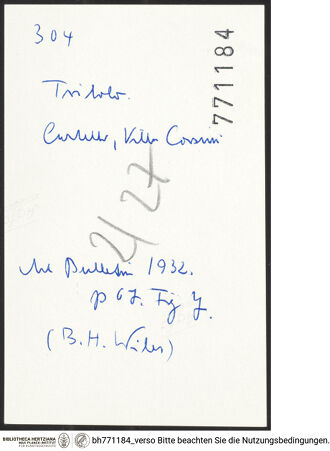 304
771184
Tribolo.
Castello, Villa Corsini
2/27
Art Bulletin 1932.
p 67. Fig 7.
(B. H. Wiles)
BIBLIOTHECA HERTZIANA
MAX-PLANCK-INSTITUT
FÜR KUNSTGESCHICHTE
bh771184_verso Bitte beachten Sie die Nutzungsbedingungen.